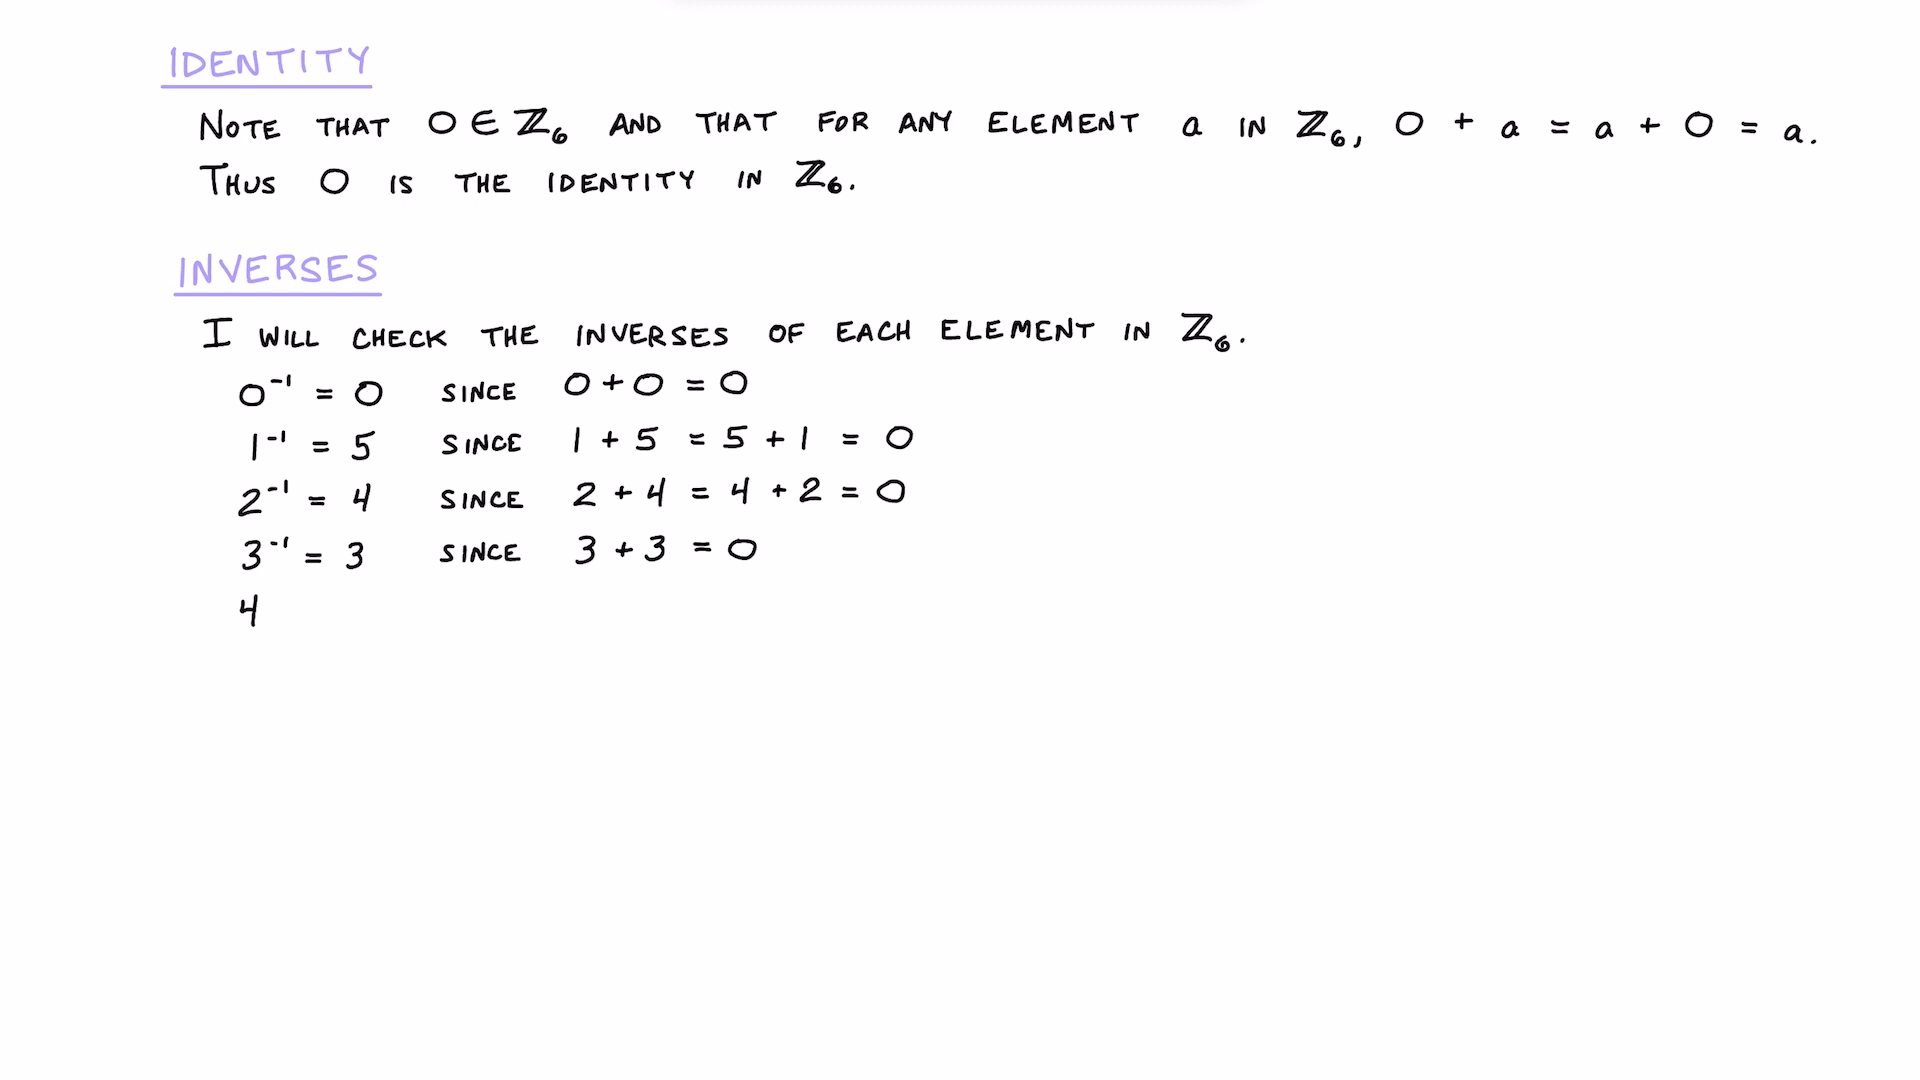 IDENTITY
NOTE THAT 0 ∈ ℤ₆ AND THAT FOR ANY ELEMENT a IN ℤ₆, 0 + a = a + 0 = a.
THUS 0 IS THE IDENTITY IN ℤ₆.
INVERSES
I WILL CHECK THE INVERSES OF EACH ELEMENT IN ℤ₆.
0⁻¹ = 0 SINCE 0 + 0 = 0
1⁻¹ = 5 SINCE 1 + 5 = 5 + 1 = 0
2⁻¹ = 4 SINCE 2 + 4 = 4 + 2 = 0
3⁻¹ = 3 SINCE 3 + 3 = 0
4